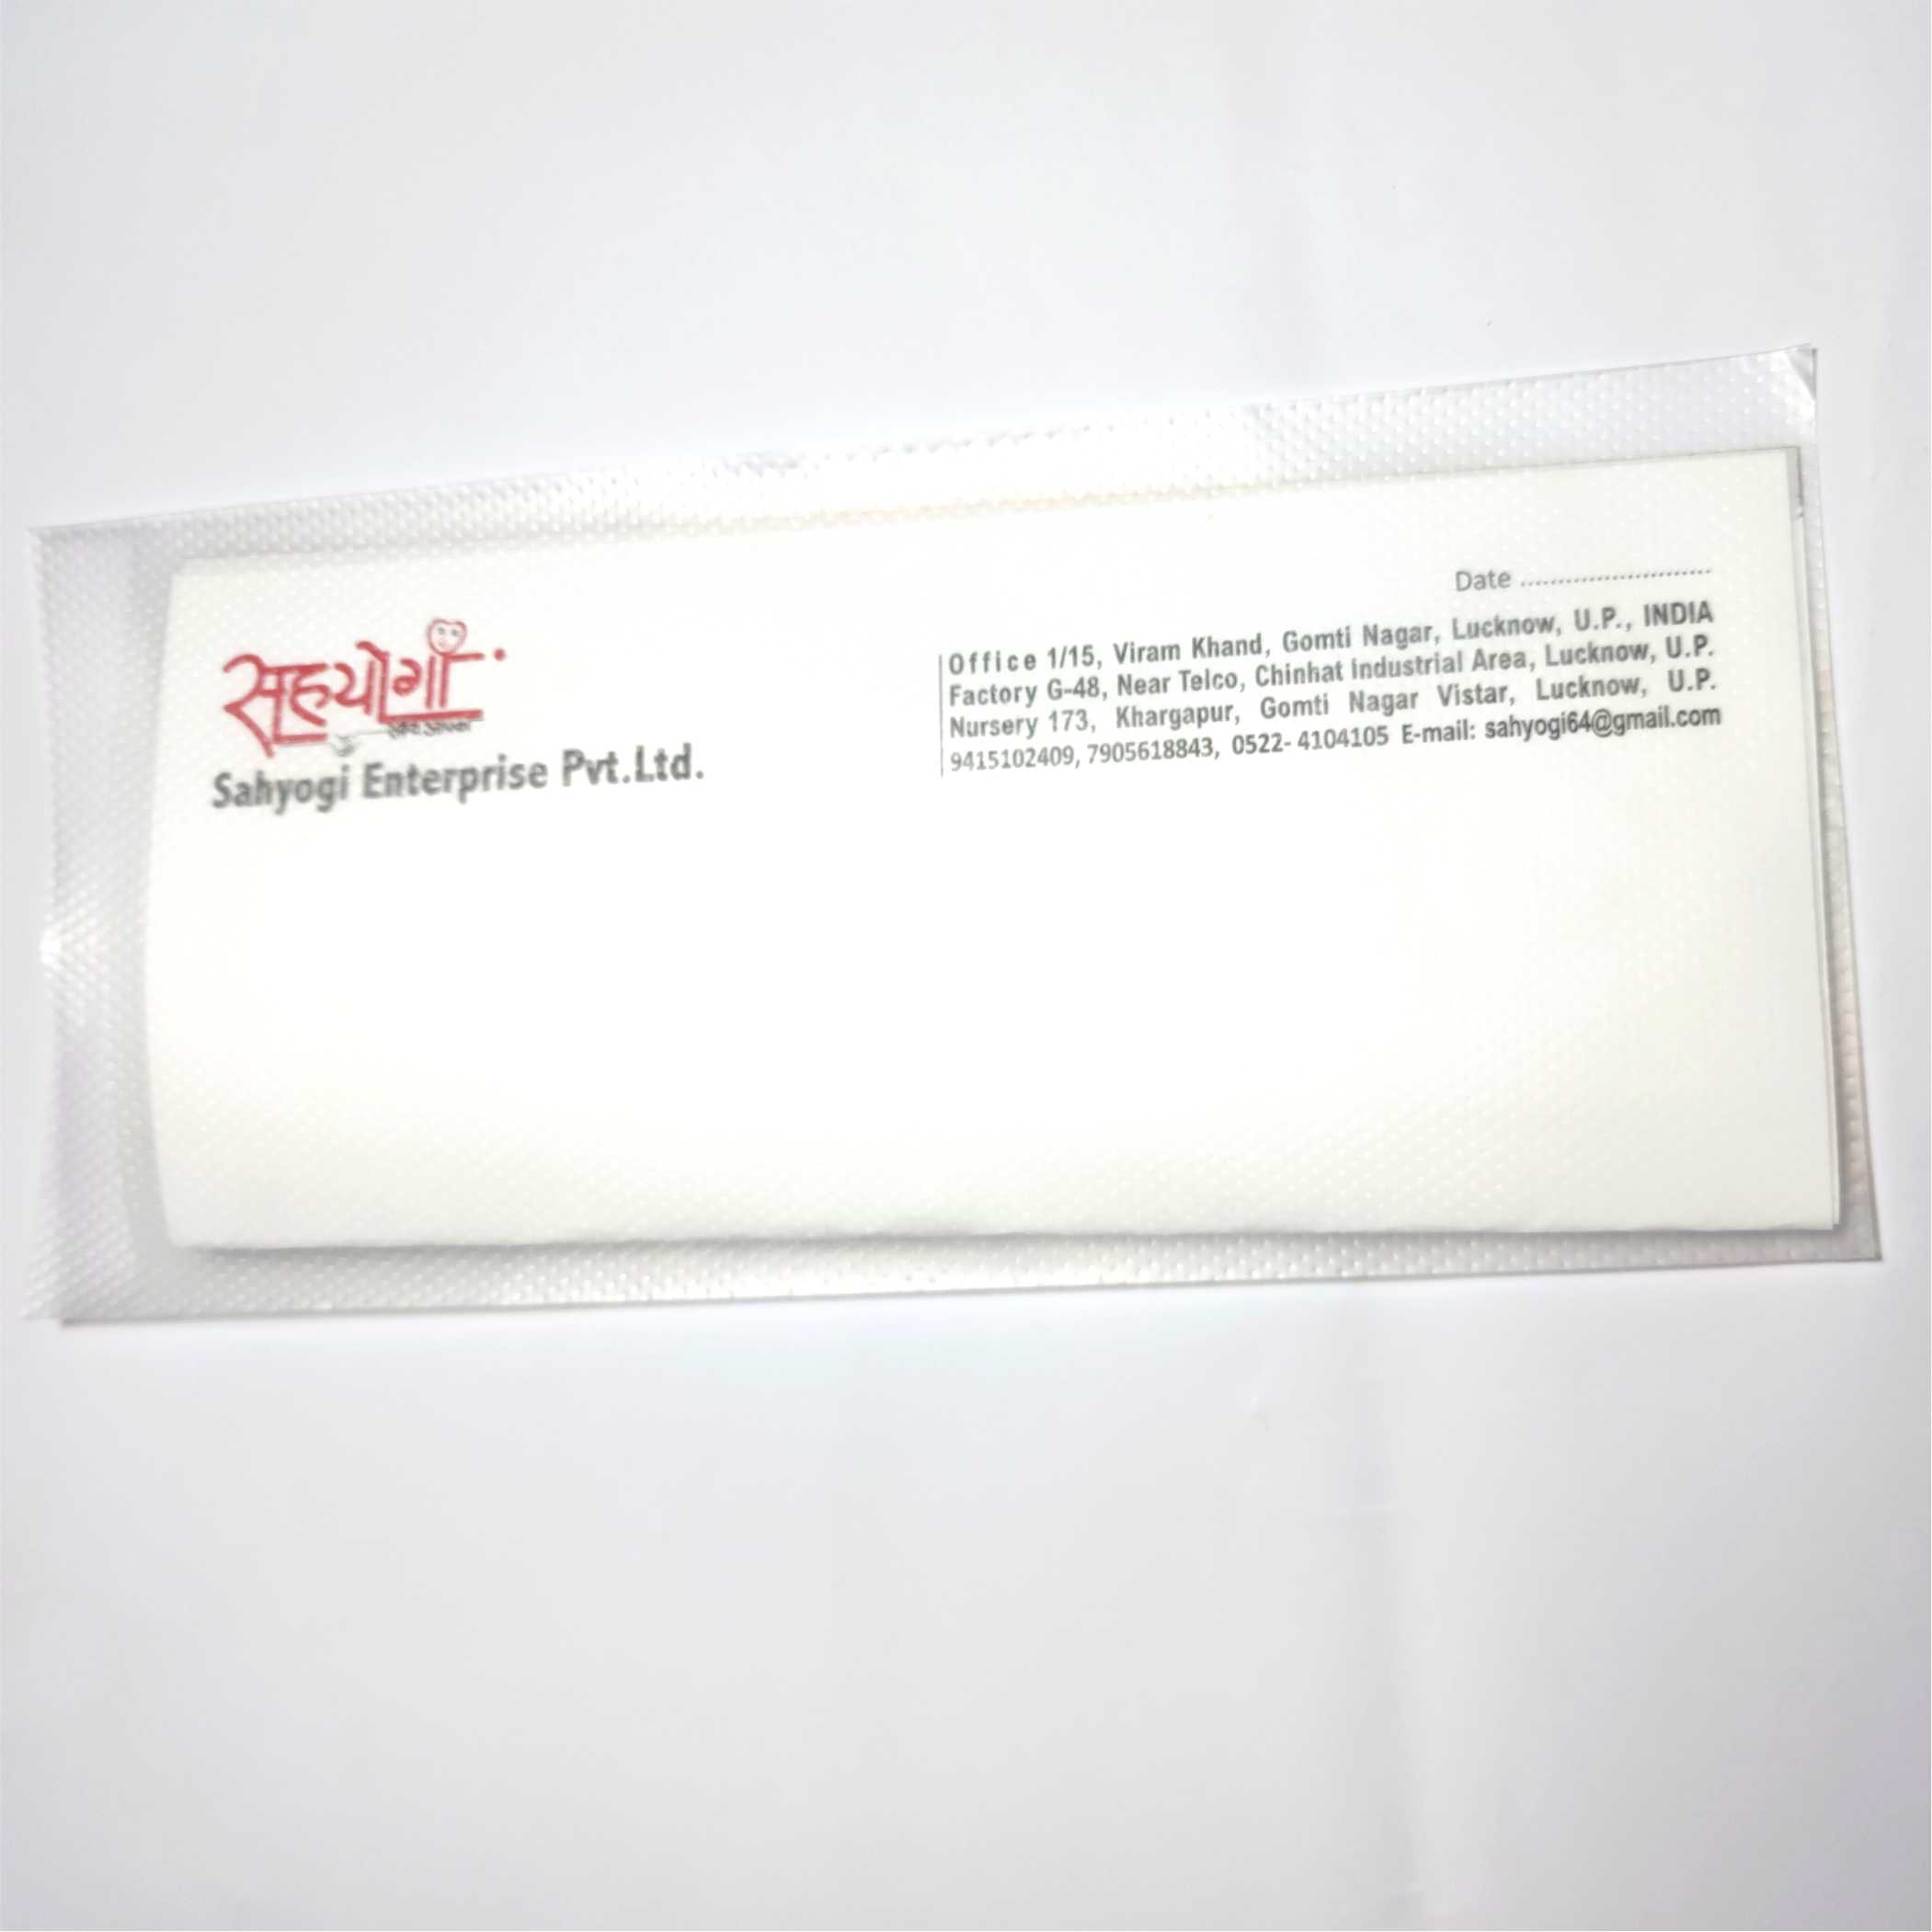 Date ..........................
सहयोगी
Sahyogi Enterprise Pvt.Ltd.
Office 1/15, Viram Khand, Gomti Nagar, Lucknow, U.P., INDIA
Factory G-48, Near Telco, Chinhat Industrial Area, Lucknow, U.P.
Nursery 173, Khargapur, Gomti Nagar Vistar, Lucknow, U.P.
9415102409, 7905618843, 0522- 4104105 E-mail: sahyogi64@gmail.com